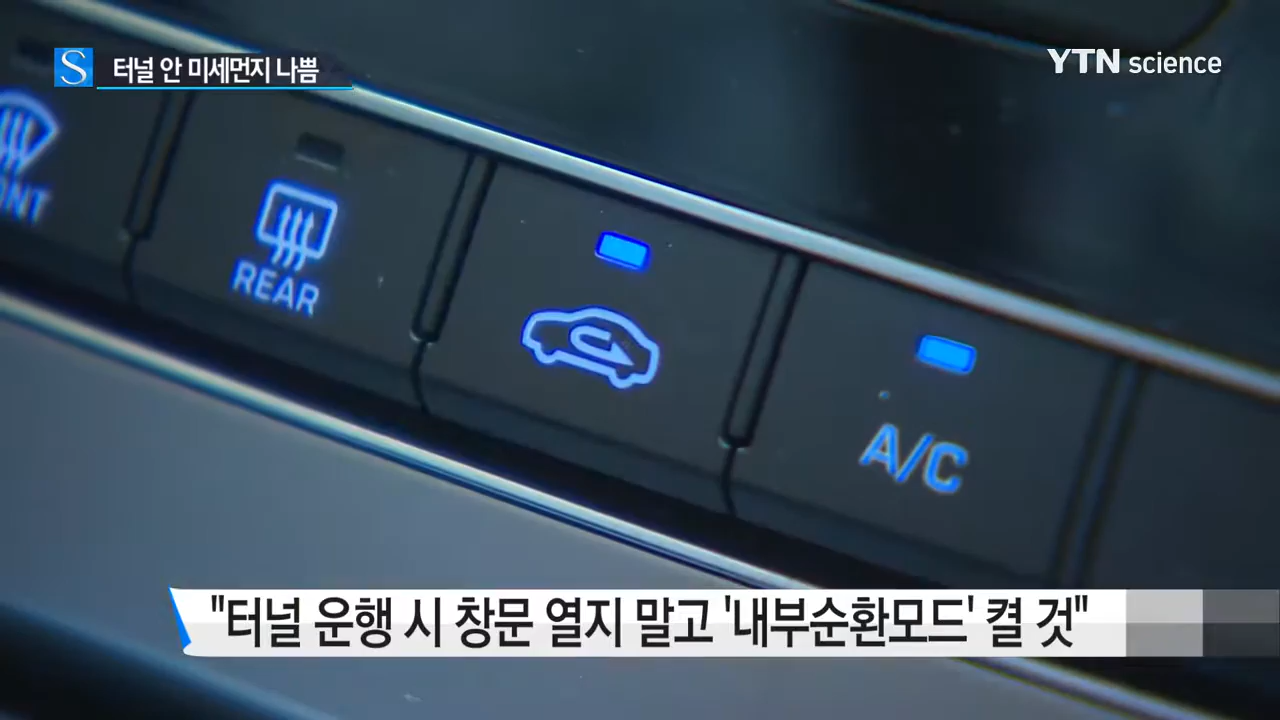 S 터널 안 미세먼지 나쁨
YTN science
REAR
A/C
"터널 운행 시 창문 열지 말고 '내부순환모드' 켤 것"